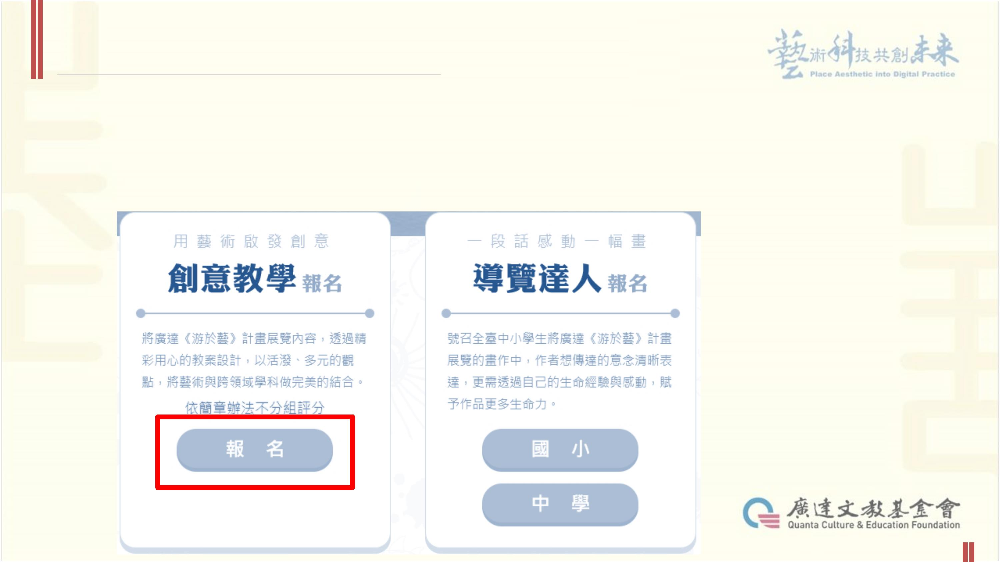 藝術科技共創未來
Place Aesthetic into Digital Practice
用藝術啟發創意
創意教學 報名
將廣達《游於藝》計畫展覽內容，透過精
彩用心的教案設計，以活潑、多元的觀
點，將藝術與跨領域學科做完美的結合。
依簡章辦法不分組評分
報 名
一段話感動一幅畫
導覽達人 報名
號召全臺中小學生將廣達《游於藝》計畫
展覽的畫作中，作者想傳達的意念清晰表
達，更需透過自己的生命經驗與感動，賦
予作品更多生命力。
國 小
中 學
廣達文教基金會
Quanta Culture & Education Foundation